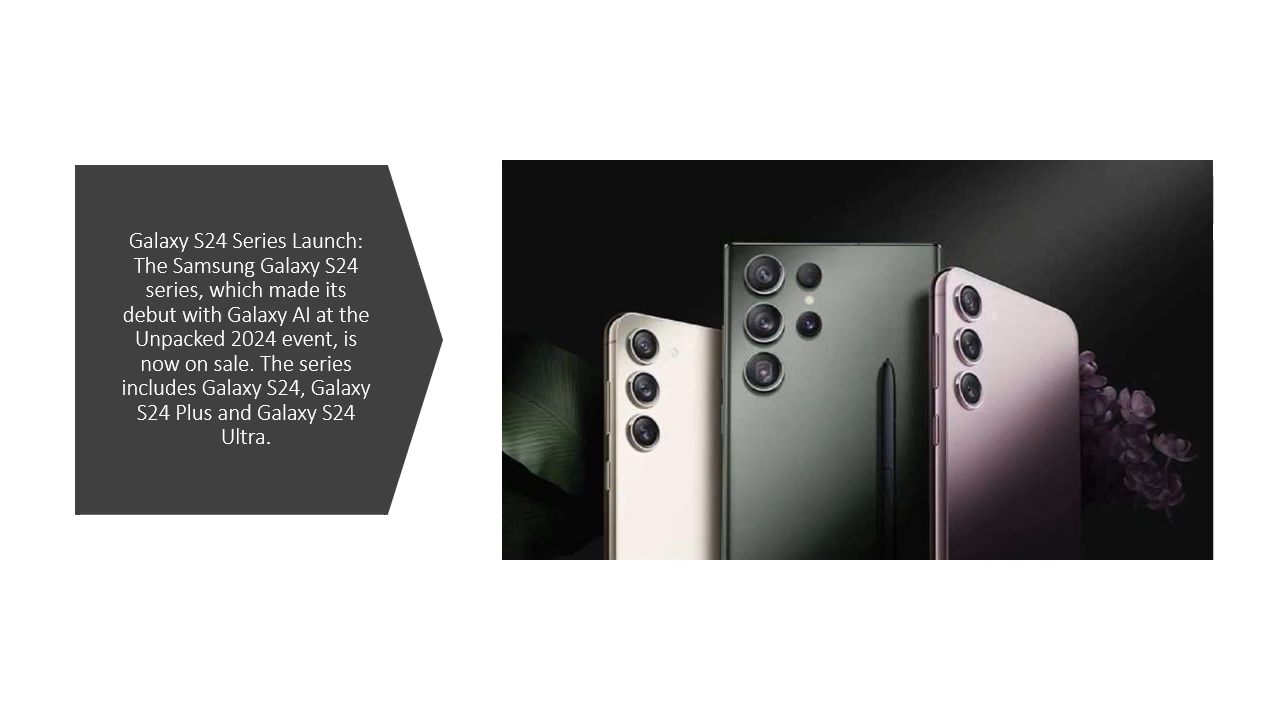 Galaxy S24 Series Launch:
The Samsung Galaxy S24
series, which made its
debut with Galaxy AI at the
Unpacked 2024 event, is
now on sale. The series
includes Galaxy S24, Galaxy
S24 Plus and Galaxy S24
Ultra.